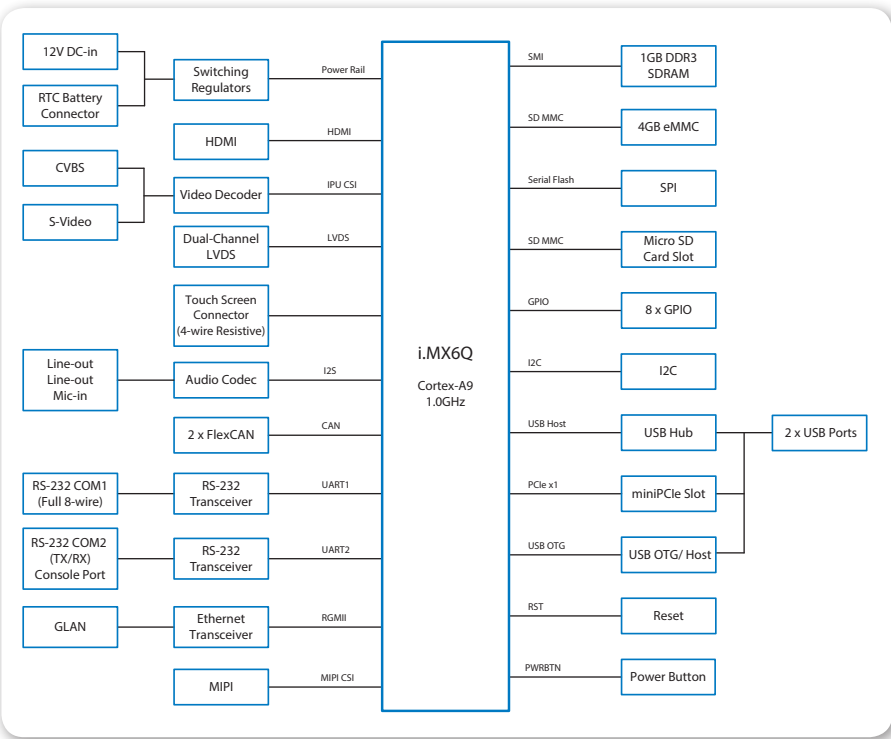 12V DC-in
RTC Battery
Connector
Switching
Regulators
Power Rail
HDMI
HDMI
CVBS
S-Video
Video Decoder
IPU CSI
Dual-Channel
LVDS
LVDS
Touch Screen
Connector
(4-wire Resistive)
Line-out
Line-out
Mic-in
Audio Codec
I2S
2 x FlexCAN
CAN
RS-232 COM1
(Full 8-wire)
RS-232
Transceiver
UART1
RS-232 COM2
(TX/RX)
Console Port
RS-232
Transceiver
UART2
GLAN
Ethernet
Transceiver
RGMII
MIPI
MIPI CSI
i.MX6Q
Cortex-A9
1.0GHz
SMI
1GB DDR3
SDRAM
SD MMC
4GB eMMC
Serial Flash
SPI
SD MMC
Micro SD
Card Slot
GPIO
8 x GPIO
I2C
I2C
USB Host
USB Hub
2 x USB Ports
PCIe x1
miniPCIe Slot
USB OTG
USB OTG/ Host
RST
Reset
PWRBTN
Power Button